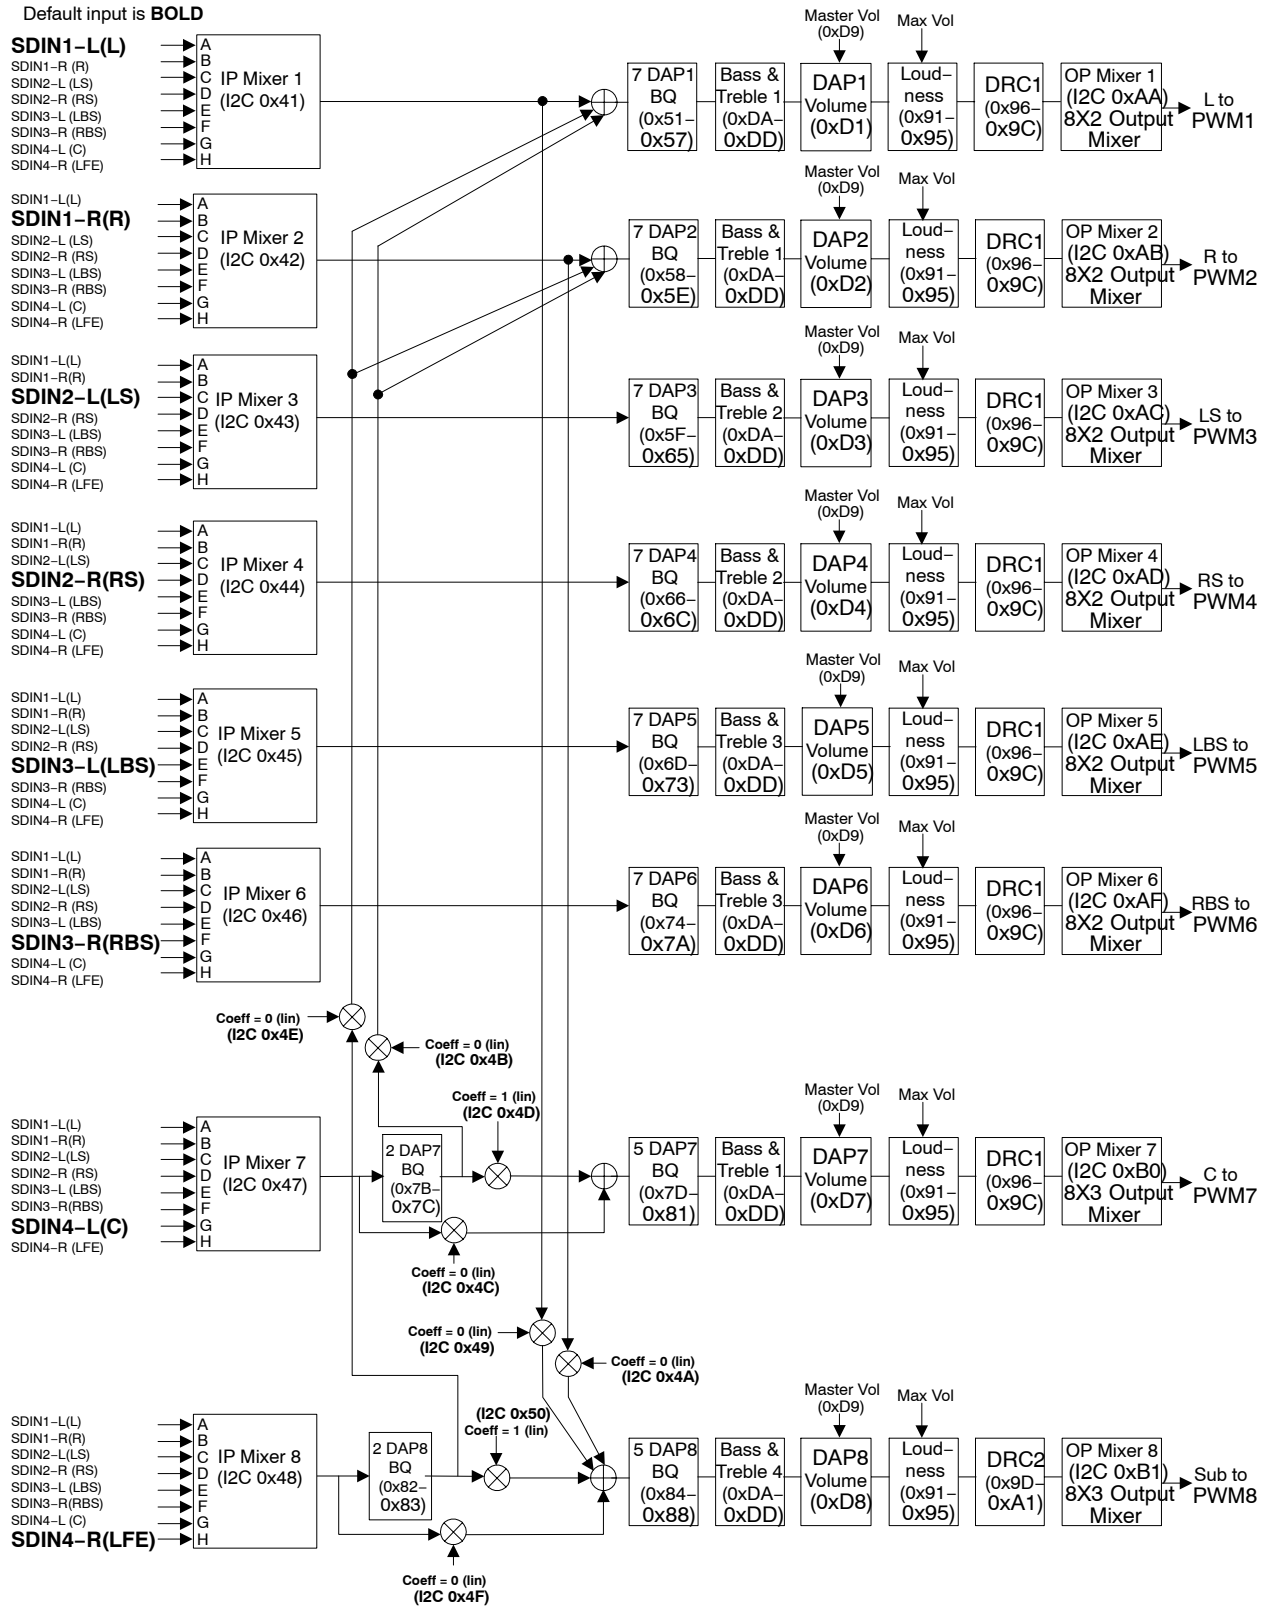 Default input is BOLD
SDIN1−L(L)
SDIN1−R (R)
SDIN2−L (LS)
SDIN2−R (RS)
SDIN3−L (LBS)
SDIN3−R (RBS)
SDIN4−L (C)
SDIN4−R (LFE)
A
B
C
D
E
F
G
H
IP Mixer 1
(I2C 0x41)
7 DAP1
BQ
(0x51−
0x57)
Bass &
Treble 1
(0xDA−
0xDD)
Master Vol
(0xD9)
DAP1
Volume
(0xD1)
Max Vol
Loud−
ness
(0x91−
0x95)
DRC1
(0x96−
0x9C)
OP Mixer 1
(I2C 0xAA)
8X2 Output
Mixer
L to
PWM1
SDIN1−L(L)
SDIN1−R(R)
SDIN2−L (LS)
SDIN2−R (RS)
SDIN3−L (LBS)
SDIN3−R (RBS)
SDIN4−L (C)
SDIN4−R (LFE)
A
B
C
D
E
F
G
H
IP Mixer 2
(I2C 0x42)
7 DAP2
BQ
(0x58−
0x5E)
Bass &
Treble 1
(0xDA−
0xDD)
Master Vol
(0xD9)
DAP2
Volume
(0xD2)
Max Vol
Loud−
ness
(0x91−
0x95)
DRC1
(0x96−
0x9C)
OP Mixer 2
(I2C 0xAB)
8X2 Output
Mixer
R to
PWM2
SDIN1−L(L)
SDIN1−R(R)
SDIN2−L(LS)
SDIN2−R (RS)
SDIN3−L (LBS)
SDIN3−R (RBS)
SDIN4−L (C)
SDIN4−R (LFE)
A
B
C
D
E
F
G
H
IP Mixer 3
(I2C 0x43)
7 DAP3
BQ
(0x5F−
0x65)
Bass &
Treble 2
(0xDA−
0xDD)
Master Vol
(0xD9)
DAP3
Volume
(0xD3)
Max Vol
Loud−
ness
(0x91−
0x95)
DRC1
(0x96−
0x9C)
OP Mixer 3
(I2C 0xAC)
8X2 Output
Mixer
LS to
PWM3
SDIN1−L(L)
SDIN1−R(R)
SDIN2−L(LS)
SDIN2−R(RS)
SDIN3−L (LBS)
SDIN3−R (RBS)
SDIN4−L (C)
SDIN4−R (LFE)
A
B
C
D
E
F
G
H
IP Mixer 4
(I2C 0x44)
7 DAP4
BQ
(0x66−
0x6C)
Bass &
Treble 2
(0xDA−
0xDD)
Master Vol
(0xD9)
DAP4
Volume
(0xD4)
Max Vol
Loud−
ness
(0x91−
0x95)
DRC1
(0x96−
0x9C)
OP Mixer 4
(I2C 0xAD)
8X2 Output
Mixer
RS to
PWM4
SDIN1−L(L)
SDIN1−R(R)
SDIN2−L(LS)
SDIN2−R (RS)
SDIN3−L(LBS)
SDIN3−R (RBS)
SDIN4−L (C)
SDIN4−R (LFE)
A
B
C
D
E
F
G
H
IP Mixer 5
(I2C 0x45)
7 DAP5
BQ
(0x6D−
0x73)
Bass &
Treble 3
(0xDA−
0xDD)
Master Vol
(0xD9)
DAP5
Volume
(0xD5)
Max Vol
Loud−
ness
(0x91−
0x95)
DRC1
(0x96−
0x9C)
OP Mixer 5
(I2C 0xAE)
8X2 Output
Mixer
LBS to
PWM5
SDIN1−L(L)
SDIN1−R(R)
SDIN2−L(LS)
SDIN2−R (RS)
SDIN3−L (LBS)
SDIN3−R(RBS)
SDIN4−L (C)
SDIN4−R (LFE)
A
B
C
D
E
F
G
H
IP Mixer 6
(I2C 0x46)
7 DAP6
BQ
(0x74−
0x7A)
Bass &
Treble 3
(0xDA−
0xDD)
Master Vol
(0xD9)
DAP6
Volume
(0xD6)
Max Vol
Loud−
ness
(0x91−
0x95)
DRC1
(0x96−
0x9C)
OP Mixer 6
(I2C 0xAF)
8X2 Output
Mixer
RBS to
PWM6
Coeff = 0 (lin)
(I2C 0x4E)
Coeff = 0 (lin)
(I2C 0x4B)
Coeff = 1 (lin)
(I2C 0x4D)
SDIN1−L(L)
SDIN1−R(R)
SDIN2−L(LS)
SDIN2−R (RS)
SDIN3−L (LBS)
SDIN3−R(RBS)
SDIN4−L(C)
SDIN4−R (LFE)
A
B
C
D
E
F
G
H
IP Mixer 7
(I2C 0x47)
2 DAP7
BQ
(0x7B−
0x7C)
Coeff = 0 (lin)
(I2C 0x4C)
5 DAP7
BQ
(0x7D−
0x81)
Bass &
Treble 1
(0xDA−
0xDD)
Master Vol
(0xD9)
DAP7
Volume
(0xD7)
Max Vol
Loud−
ness
(0x91−
0x95)
DRC1
(0x96−
0x9C)
OP Mixer 7
(I2C 0xB0)
8X3 Output
Mixer
C to
PWM7
Coeff = 0 (lin)
(I2C 0x49)
Coeff = 0 (lin)
(I2C 0x4A)
(I2C 0x50)
Coeff = 1 (lin)
SDIN1−L(L)
SDIN1−R(R)
SDIN2−L(LS)
SDIN2−R (RS)
SDIN3−L (LBS)
SDIN3−R(RBS)
SDIN4−L (C)
SDIN4−R(LFE)
A
B
C
D
E
F
G
H
IP Mixer 8
(I2C 0x48)
2 DAP8
BQ
(0x82−
0x83)
Coeff = 0 (lin)
(I2C 0x4F)
5 DAP8
BQ
(0x84−
0x88)
Bass &
Treble 4
(0xDA−
0xDD)
Master Vol
(0xD9)
DAP8
Volume
(0xD8)
Max Vol
Loud−
ness
(0x91−
0x95)
DRC2
(0x9D−
0xA1)
OP Mixer 8
(I2C 0xB1)
8X3 Output
Mixer
Sub to
PWM8